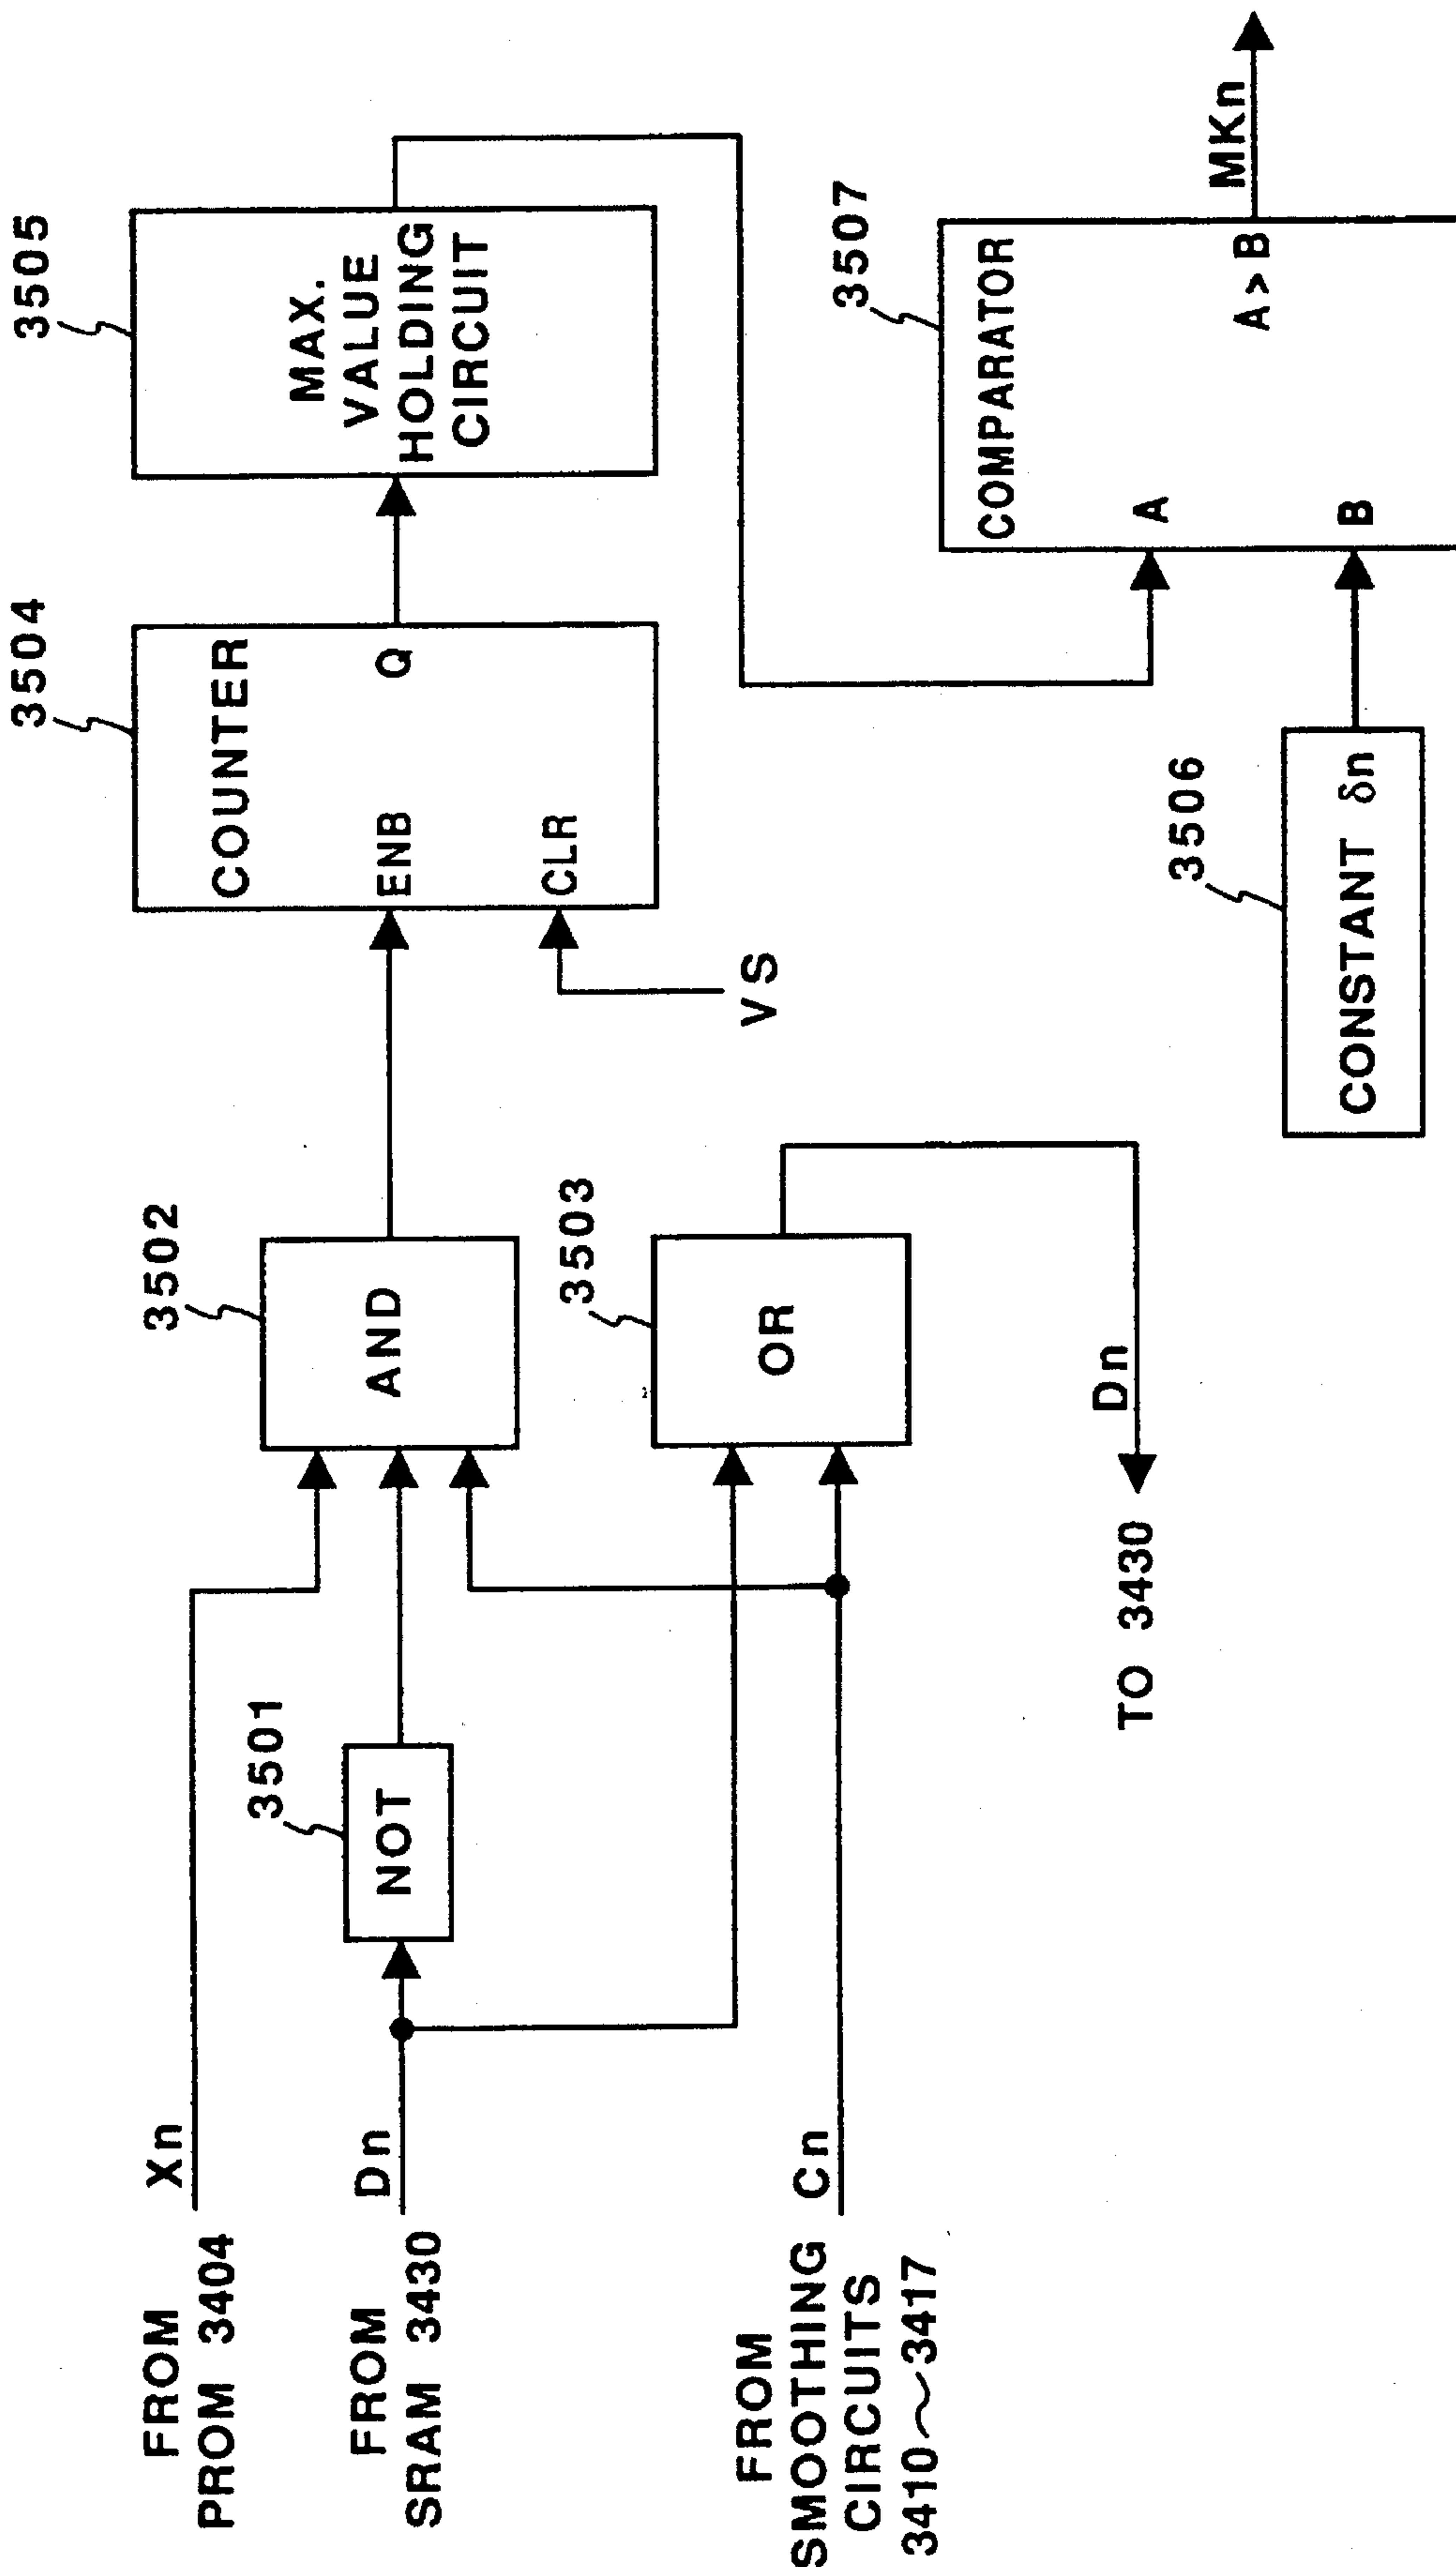 FROM
PROM 3404
Xn
FROM
SRAM 3430
Dn
FROM
SMOOTHING
CIRCUITS
3410~3417
Cn
3501
NOT
3502
AND
3503
OR
Dn
TO 3430
VS
3504
COUNTER
ENB
Q
CLR
3505
MAX.
VALUE
HOLDING
CIRCUIT
3506
CONSTANT δn
3507
COMPARATOR
A
B
A>B
MKn